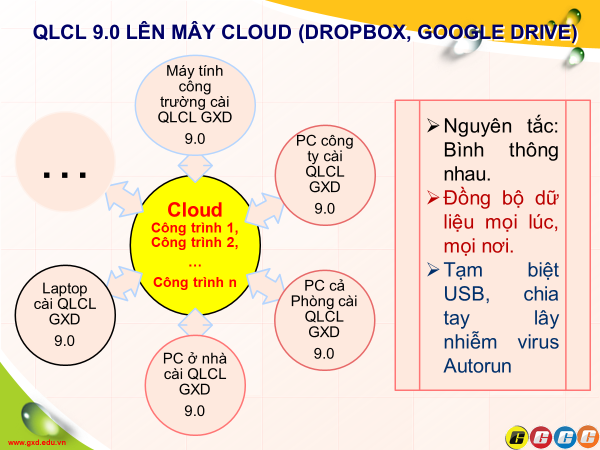 QLCL 9.0 LÊN MÂY CLOUD (DROPBOX, GOOGLE DRIVE)
Máy tính
công
trường cài
QLCL GXD
9.0
...
PC công
ty cài
QLCL
GXD
9.0
Cloud
Công trình 1,
Công trình 2,
...
Công trình n
Laptop
cài QLCL
GXD
9.0
PC cả
Phòng cài
QLCL
GXD
9.0
PC ở nhà
cài QLCL
GXD
9.0
➢Nguyên tắc:
Bình thông
nhau.
➢Đồng bộ dữ
liệu mọi lúc,
mọi nơi.
➢Tạm biệt
USB, chia
tay lây
nhiễm virus
Autorun
www.gxd.edu.vn